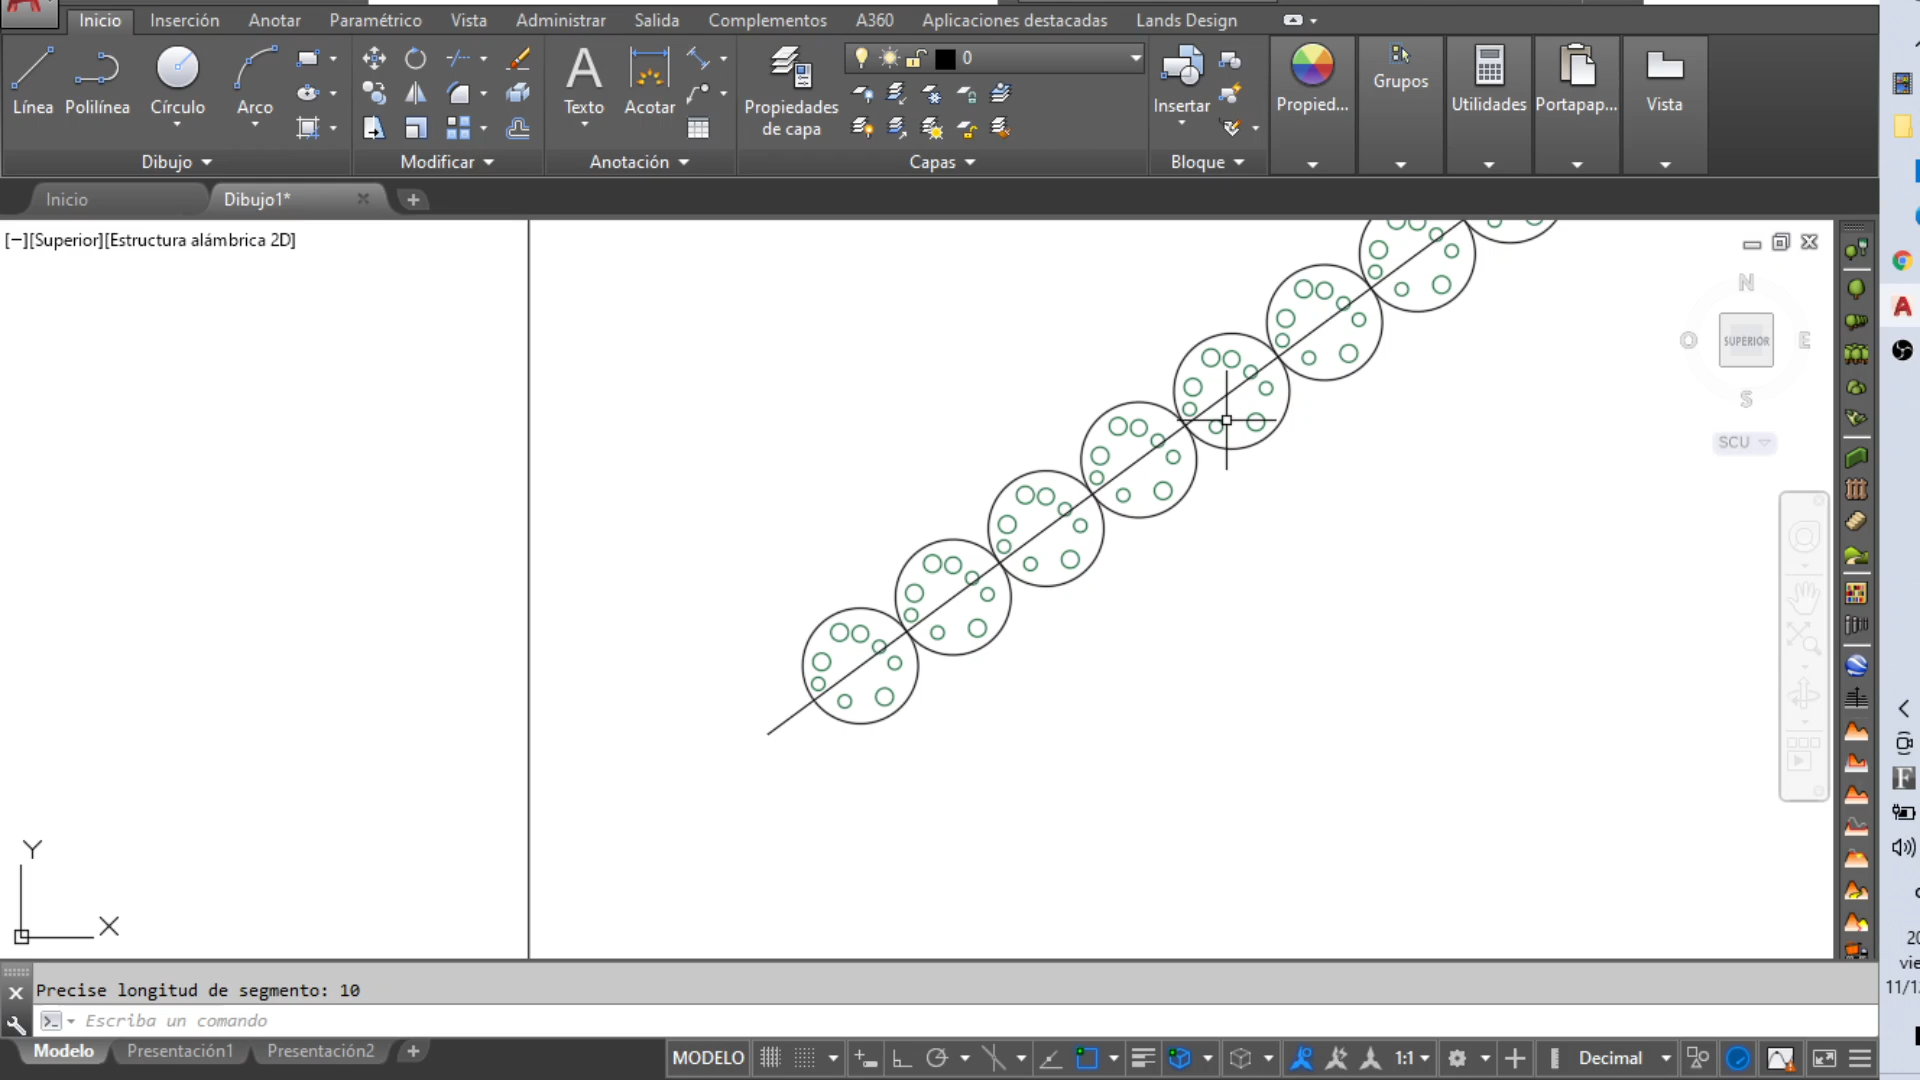 Inicio Inserción Anotar Paramétrico Vista Administrar Salida Complementos A360 Aplicaciones destacadas Lands Design
0
Línea Polilínea Círculo Arco Texto Acotar Propiedades de capa Insertar Propied... Grupos Utilidades Portapap... Vista
Dibujo Modificar Anotación Capas Bloque
Inicio Dibujo1* +
[−][Superior][Estructura alámbrica 2D]
N
O SUPERIOR E
S
SCU
Y
X
Precise longitud de segmento: 10
Escriba un comando
Modelo Presentación1 Presentación2 +
MODELO 1:1 Decimal
20
vie